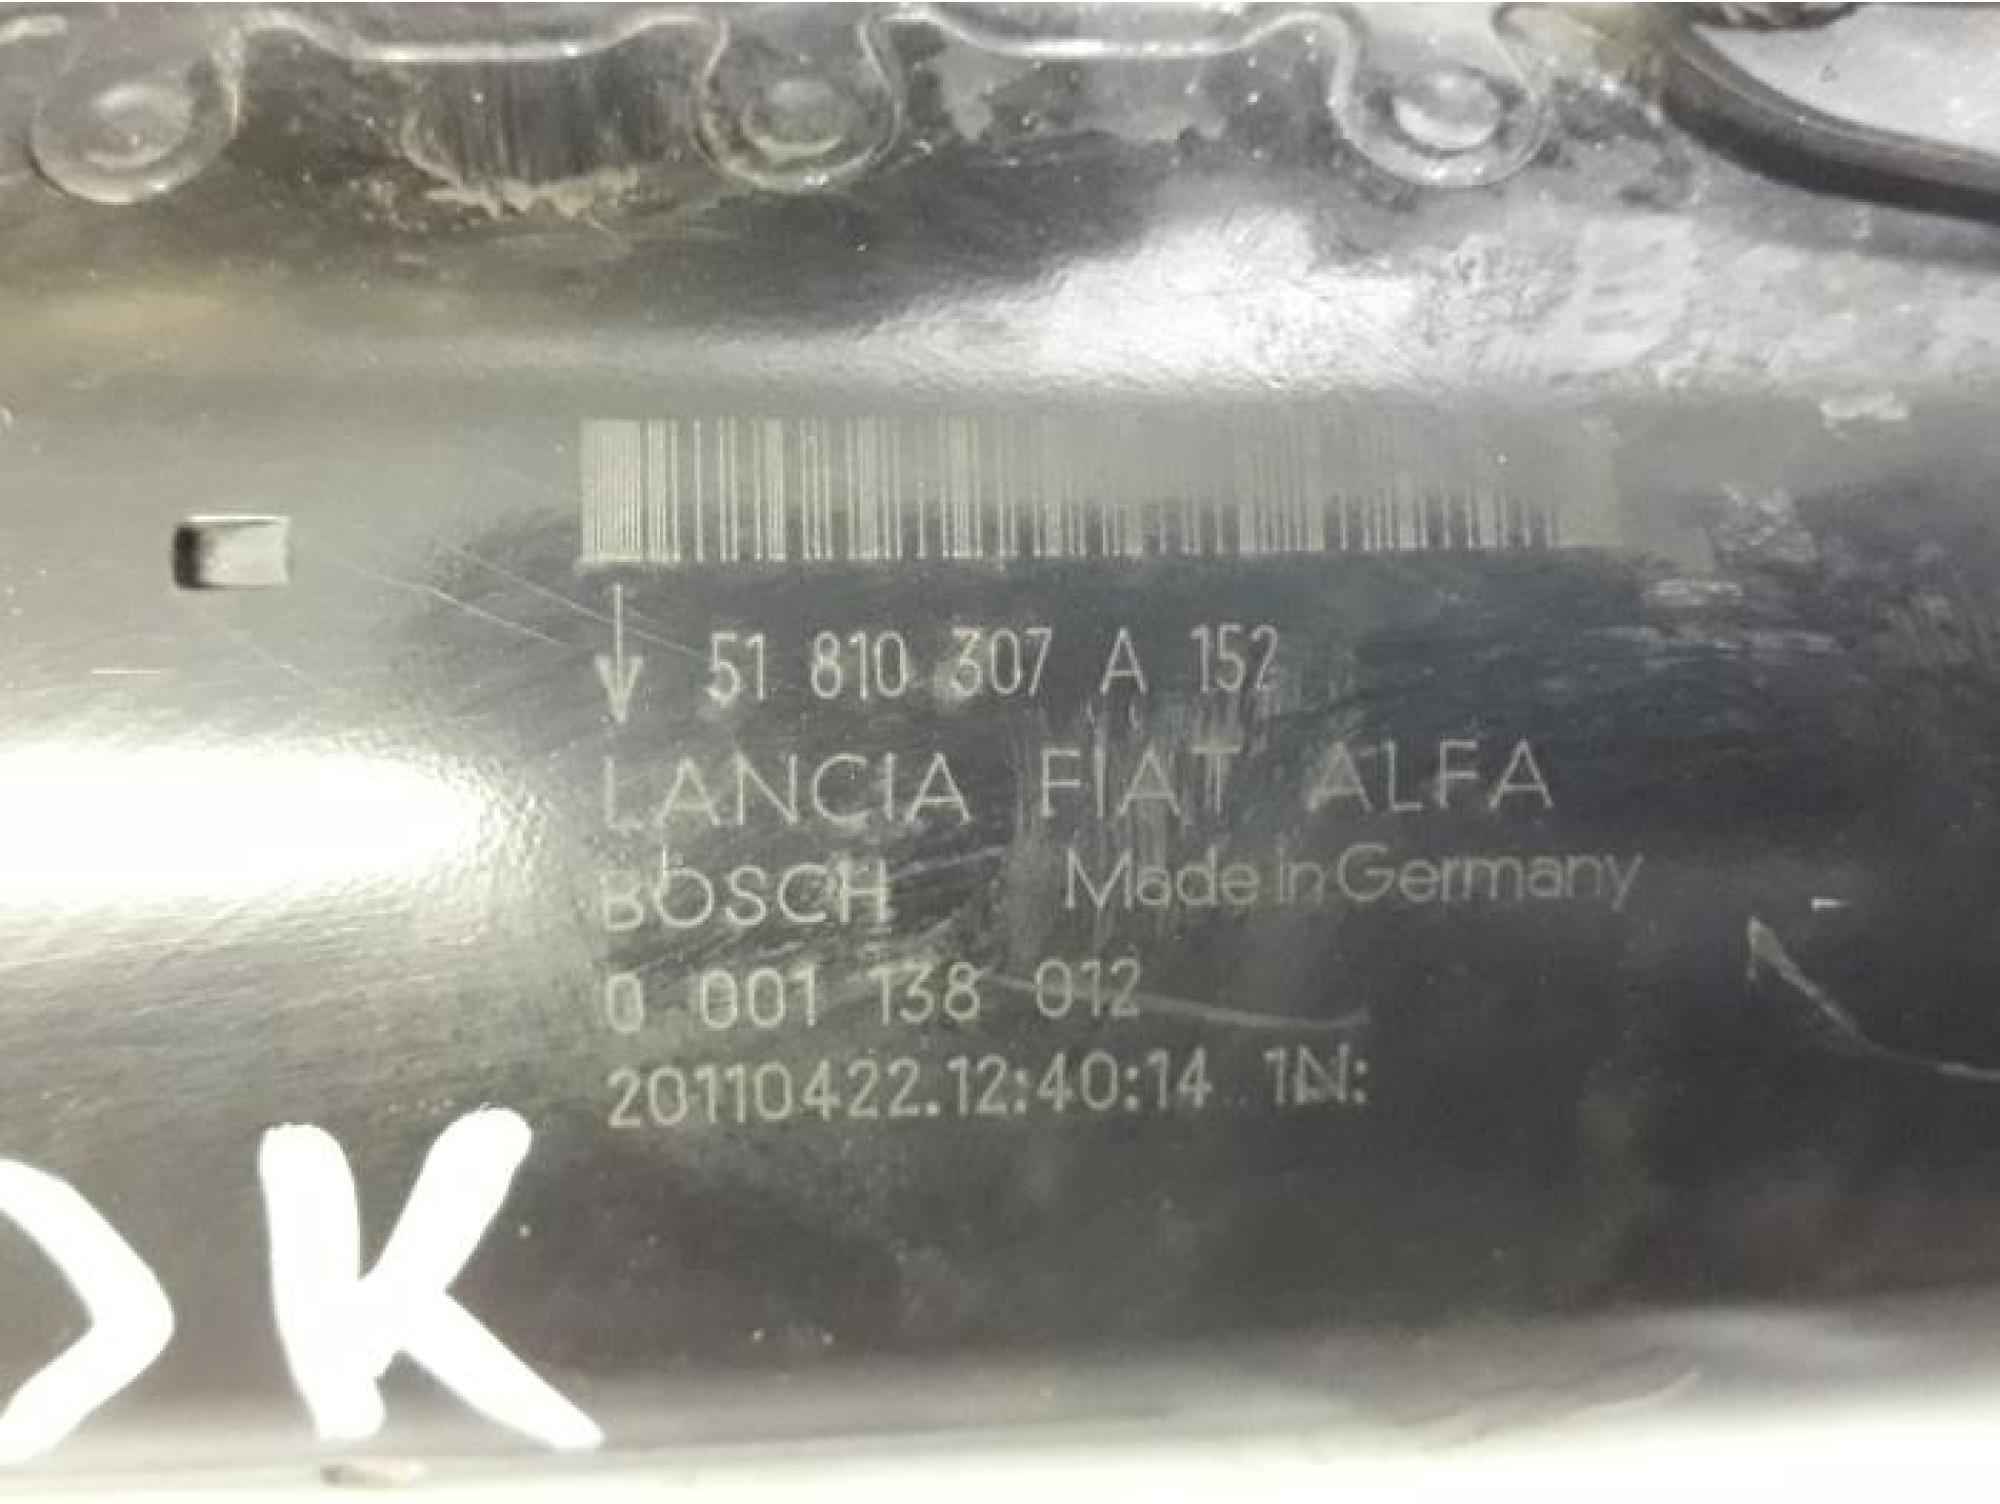 51 810 307 A 152
LANCIA FIAT ALFA
BOSCH Made in Germany
0 001 138 012
20110422.12:40:14 1N:
K